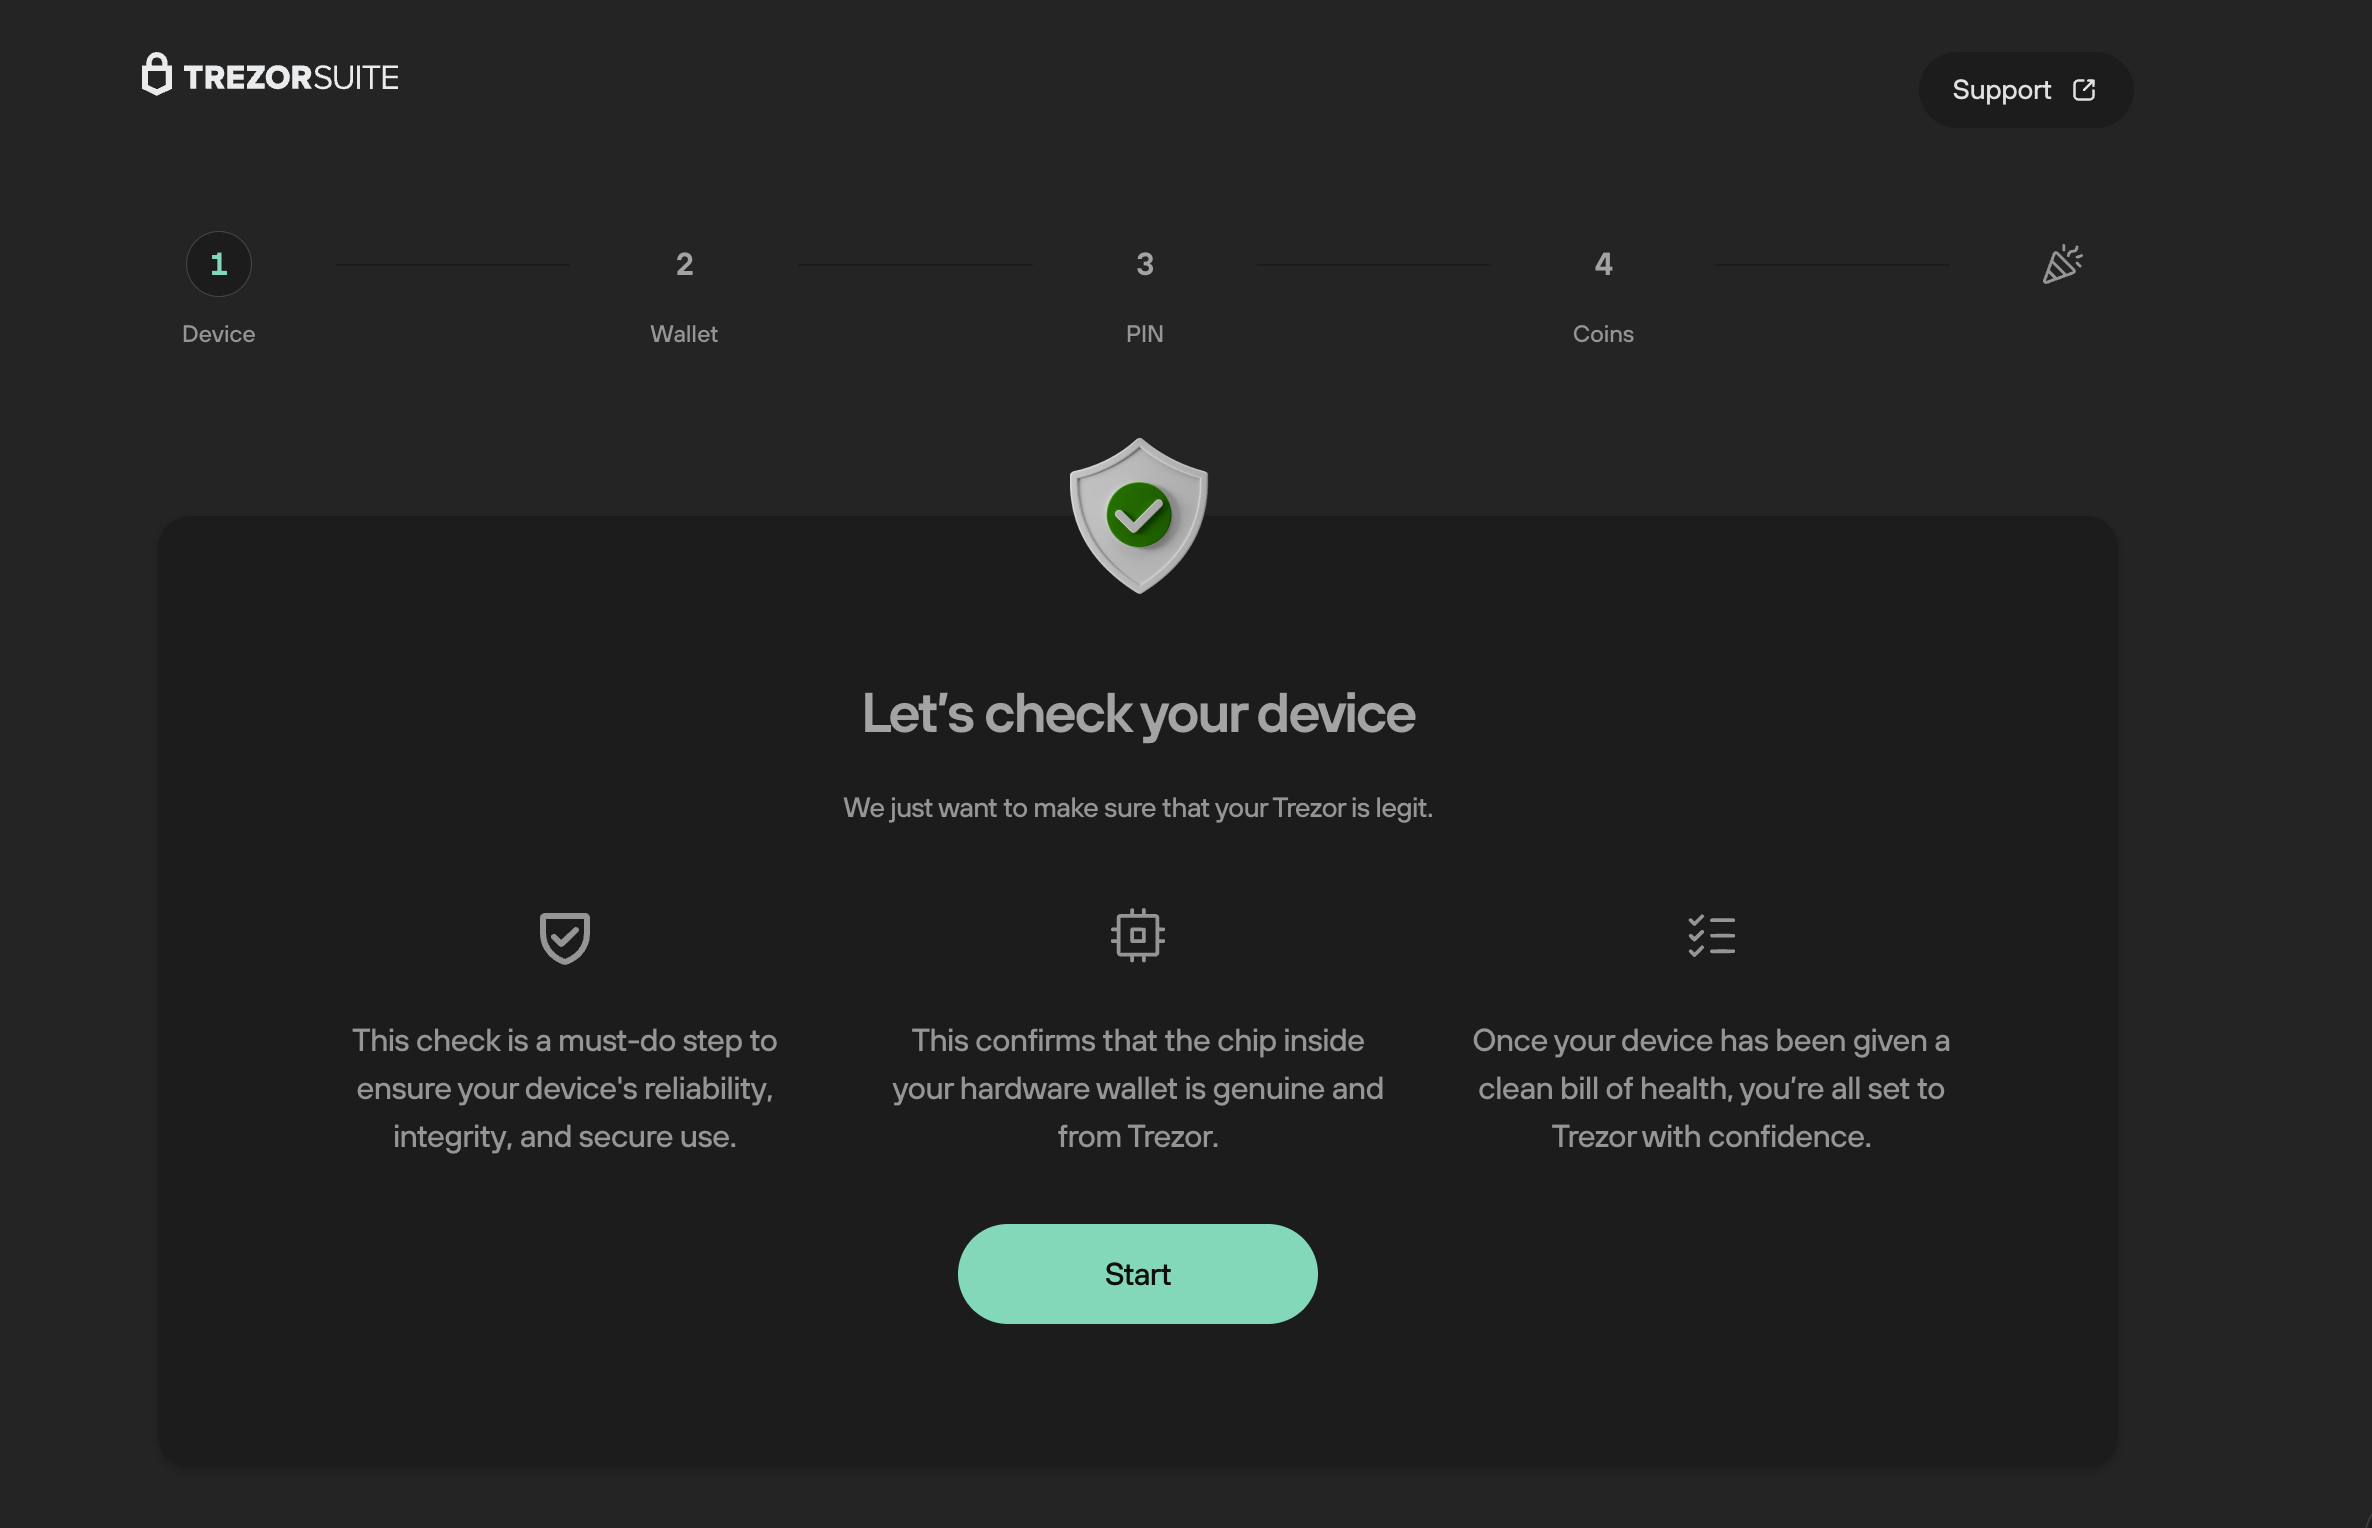 TREZORSUITE
Support
1
2
3
4
Device
Wallet
PIN
Coins
Let’s check your device
We just want to make sure that your Trezor is legit.
This check is a must-do step to
ensure your device's reliability,
integrity, and secure use.
This confirms that the chip inside
your hardware wallet is genuine and
from Trezor.
Once your device has been given a
clean bill of health, you’re all set to
Trezor with confidence.
Start